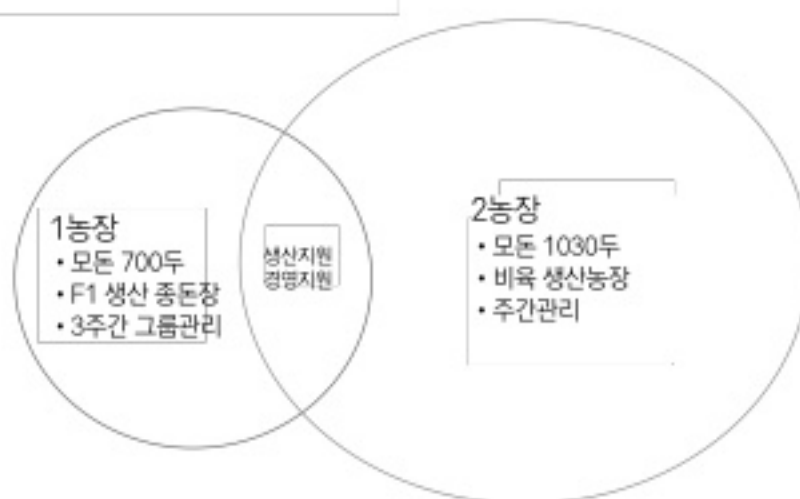 1농장
• 모돈 700두
• F1 생산 종돈장
• 3주간 그룹관리
생산지원
경영지원
2농장
• 모돈 1030두
• 비육 생산농장
• 주간관리